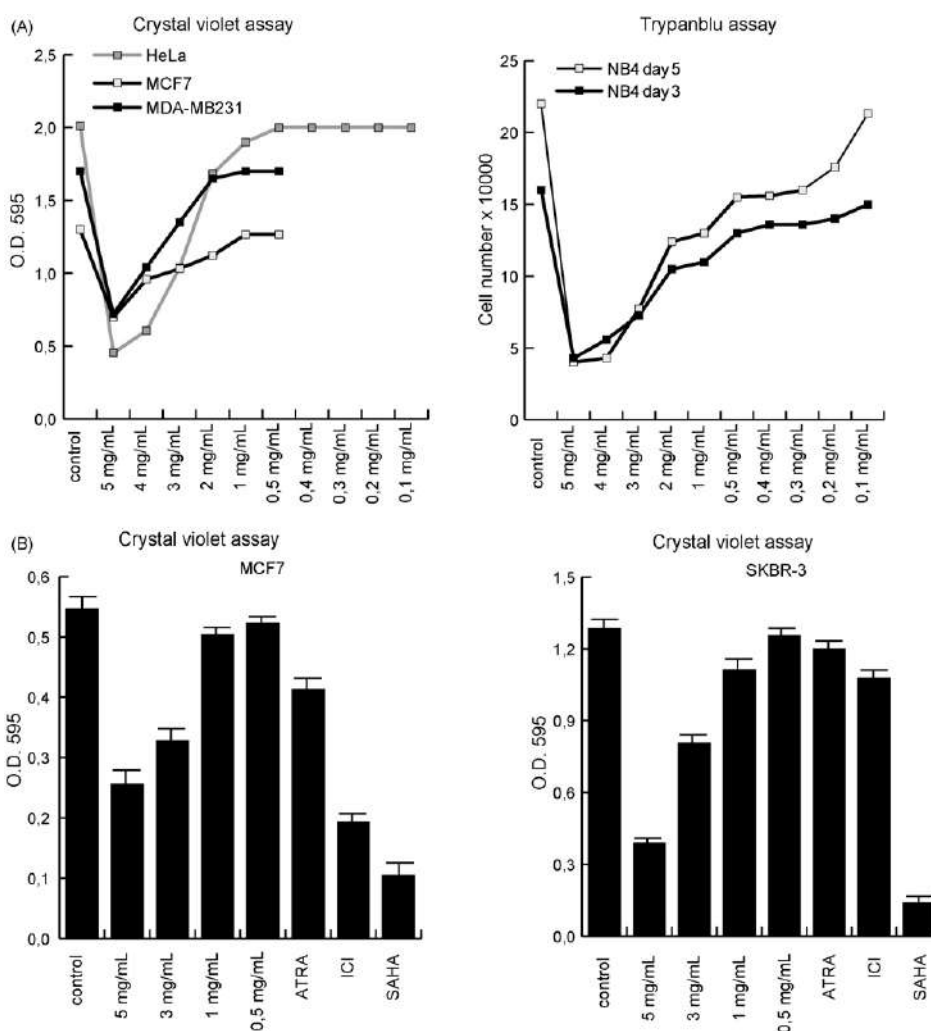 (A)
Crystal violet assay
HeLa
MCF7
MDA-MB231
O.D. 595
2,5
2,0
1,5
1,0
0,5
0,0
control
5 mg/mL
4 mg/mL
3 mg/mL
2 mg/mL
1 mg/mL
0,5 mg/mL
0,4 mg/mL
0,3 mg/mL
0,2 mg/mL
0,1 mg/mL
Trypanblu assay
NB4 day 5
NB4 day 3
Cell number x 10000
25
20
15
10
5
0
control
5 mg/mL
4 mg/mL
3 mg/mL
2 mg/mL
1 mg/mL
0,5 mg/mL
0,4 mg/mL
0,3 mg/mL
0,2 mg/mL
0,1 mg/mL
(B)
Crystal violet assay
MCF7
O.D. 595
0,6
0,5
0,4
0,3
0,2
0,1
0,0
control
5 mg/mL
3 mg/mL
1 mg/mL
0,5 mg/mL
ATRA
ICI
SAHA
Crystal violet assay
SKBR-3
O.D. 595
1,5
1,2
0,9
0,6
0,3
0,0
control
5 mg/mL
3 mg/mL
1 mg/mL
0,5 mg/mL
ATRA
ICI
SAHA